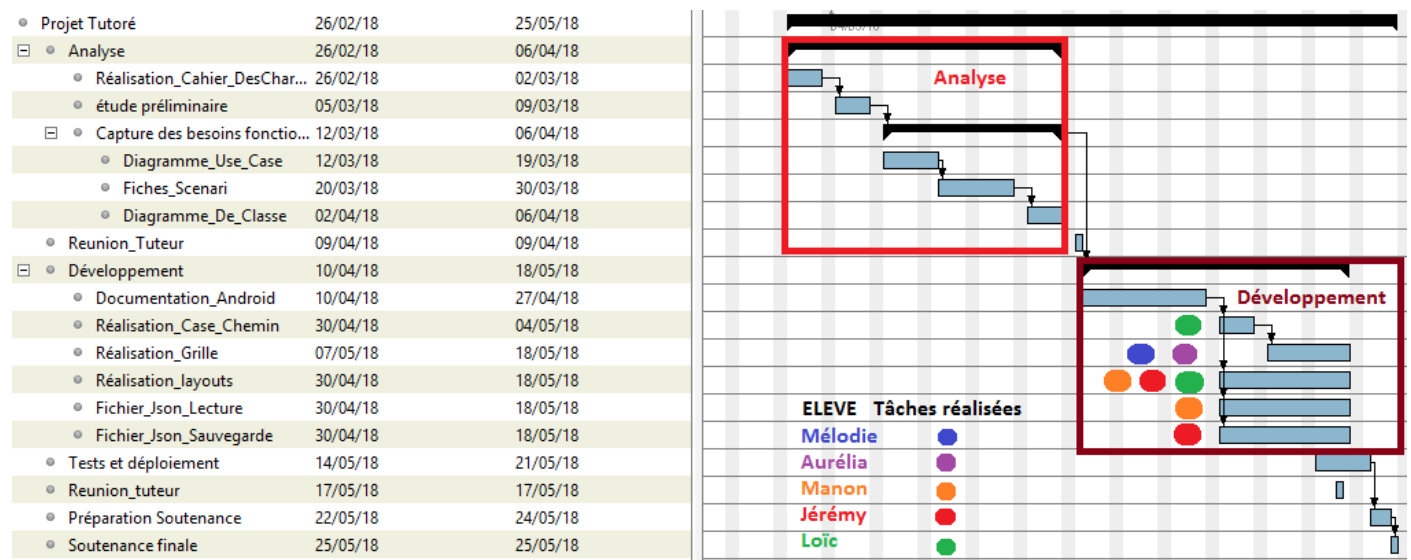 Projet Tutoré 26/02/18 25/05/18
Analyse 26/02/18 06/04/18
Réalisation_Cahier_DesChar... 26/02/18 02/03/18 Analyse
étude préliminaire 05/03/18 09/03/18
Capture des besoins fonctio... 12/03/18 06/04/18
Diagramme_Use_Case 12/03/18 19/03/18
Fiches_Scenari 20/03/18 30/03/18
Diagramme_De_Classe 02/04/18 06/04/18
Reunion_Tuteur 09/04/18 09/04/18
Développement 10/04/18 18/05/18
Documentation_Android 10/04/18 27/04/18 Développement
Réalisation_Case_Chemin 30/04/18 04/05/18
Réalisation_Grille 07/05/18 18/05/18
Réalisation_layouts 30/04/18 18/05/18
Fichier_Json_Lecture 30/04/18 18/05/18 ELEVE Tâches réalisées
Fichier_Json_Sauvegarde 30/04/18 18/05/18 Mélodie
Tests et déploiement 14/05/18 21/05/18 Aurélia
Reunion_tuteur 17/05/18 17/05/18 Manon
Préparation Soutenance 22/05/18 24/05/18 Jérémy
Soutenance finale 25/05/18 25/05/18 Loïc